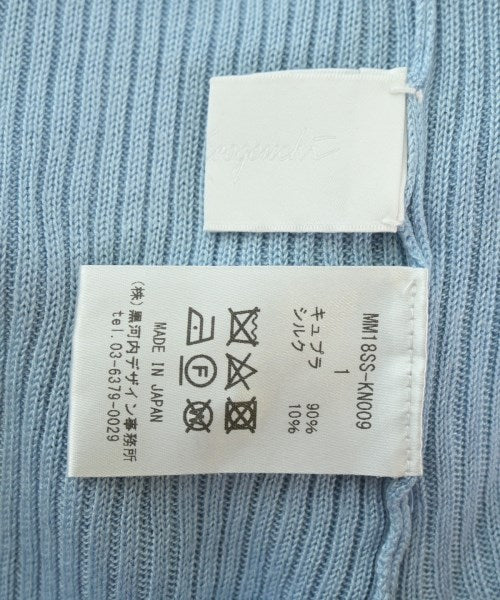 MM18SS-KN009
1
キュプラ 90%
シルク 10%
MADE IN JAPAN
(株)黒河内デザイン事務所
tel. 03-6379-0029